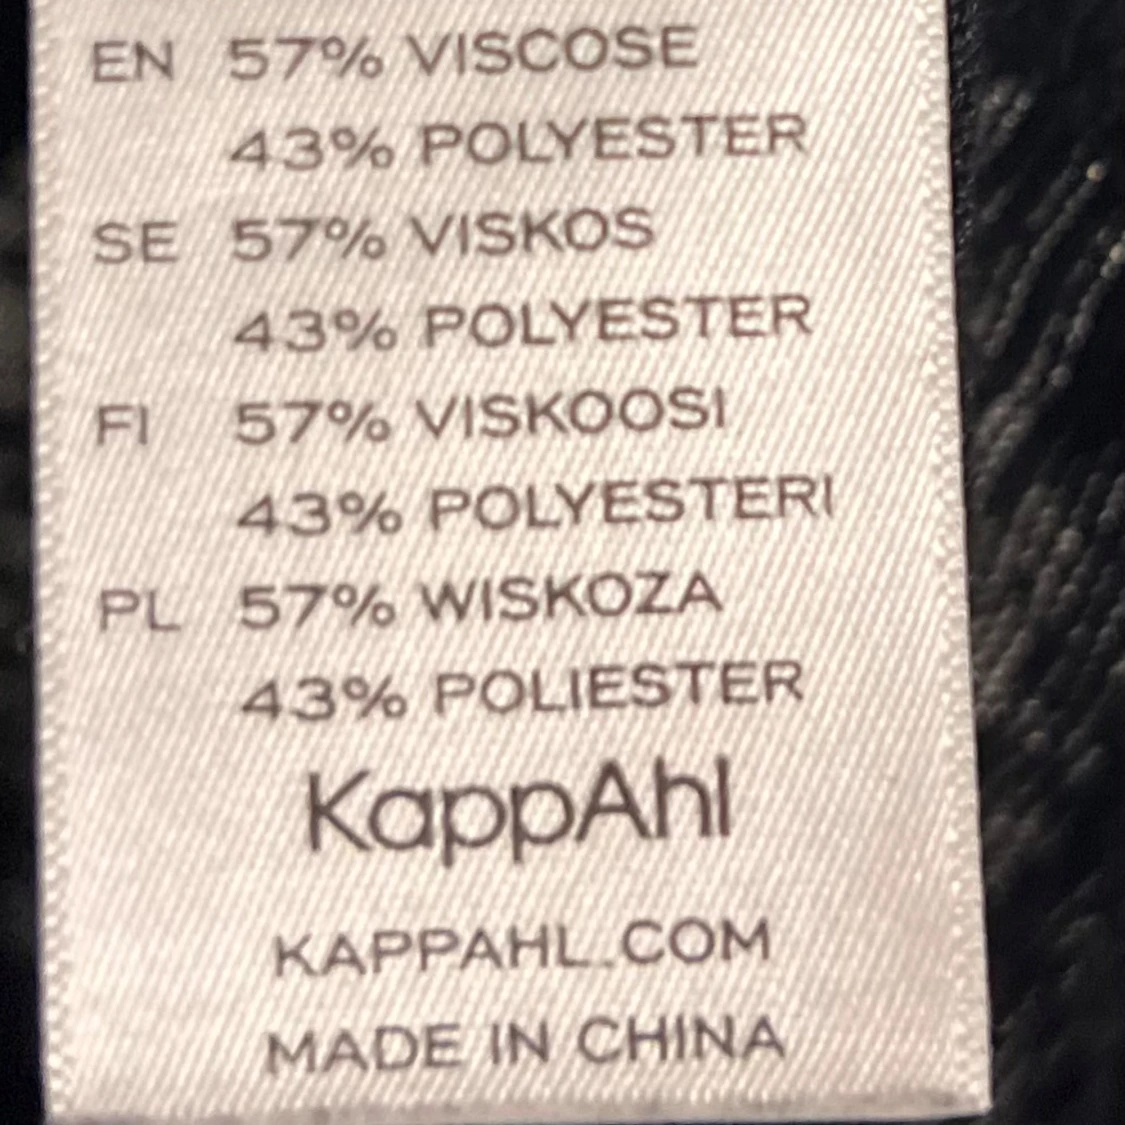 EN 57% VISCOSE
43% POLYESTER
SE 57% VISKOS
43% POLYESTER
FI 57% VISKOOSI
43% POLYESTERI
PL 57% WISKOZA
43% POLIESTER
KappAhl
KAPPAHL.COM
MADE IN CHINA